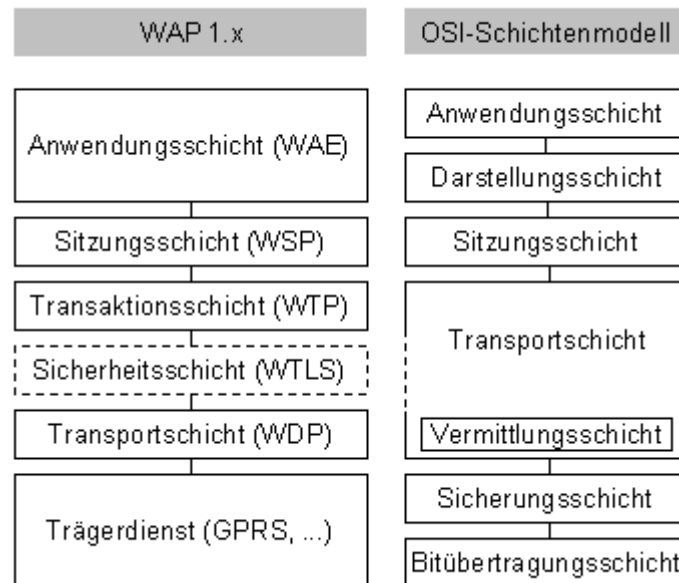 WAP 1.x
Anwendungsschicht (WAE)
Sitzungsschicht (WSP)
Transaktionsschicht (WTP)
Sicherheitsschicht (WTLS)
Transportschicht (WDP)
Trägerdienst (GPRS, ...)
OSI-Schichtenmodell
Anwendungsschicht
Darstellungsschicht
Sitzungsschicht
Transportschicht
Vermittlungsschicht
Sicherungsschicht
Bitübertragungsschicht